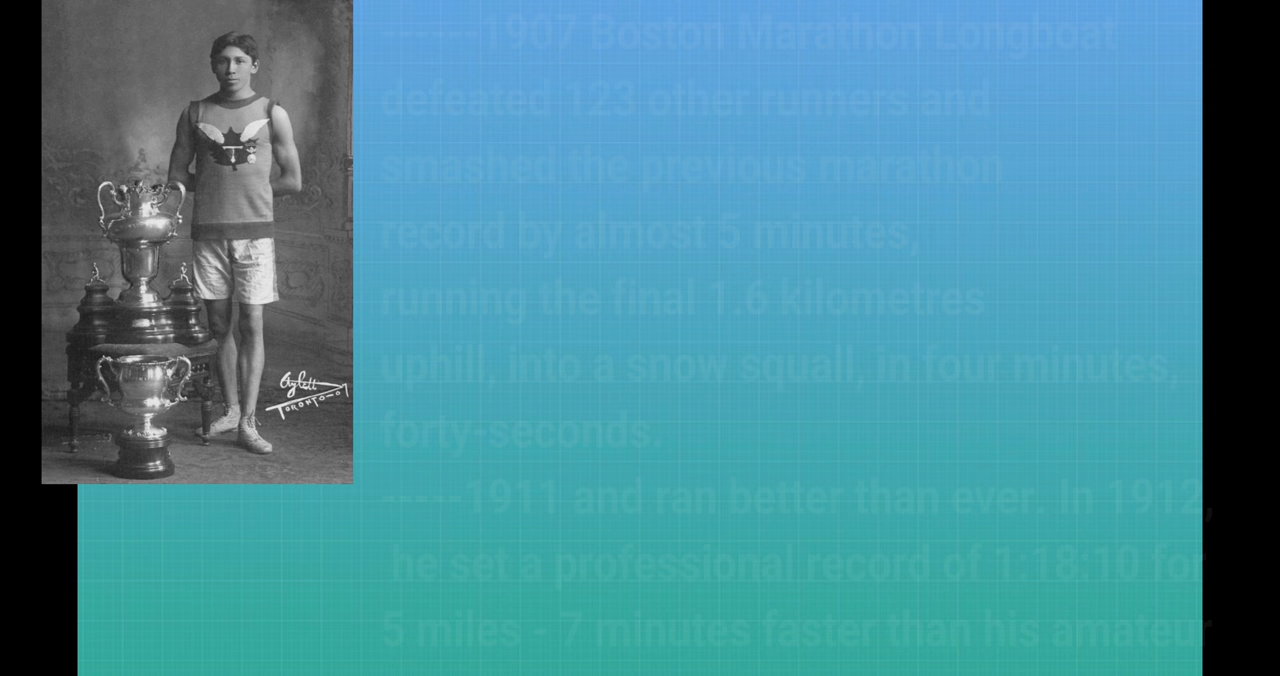 ------1907 Boston Marathon Longboat
defeated 123 other runners and
smashed the previous marathon
record by almost 5 minutes,
running the final 1.6 kilometres
uphill, into a snow squall in four minutes,
forty-seconds.
-----1911 and ran better than ever. In 1912,
he set a professional record of 1:18:10 for
5 miles - 7 minutes faster than his amateur
TORONTO-07